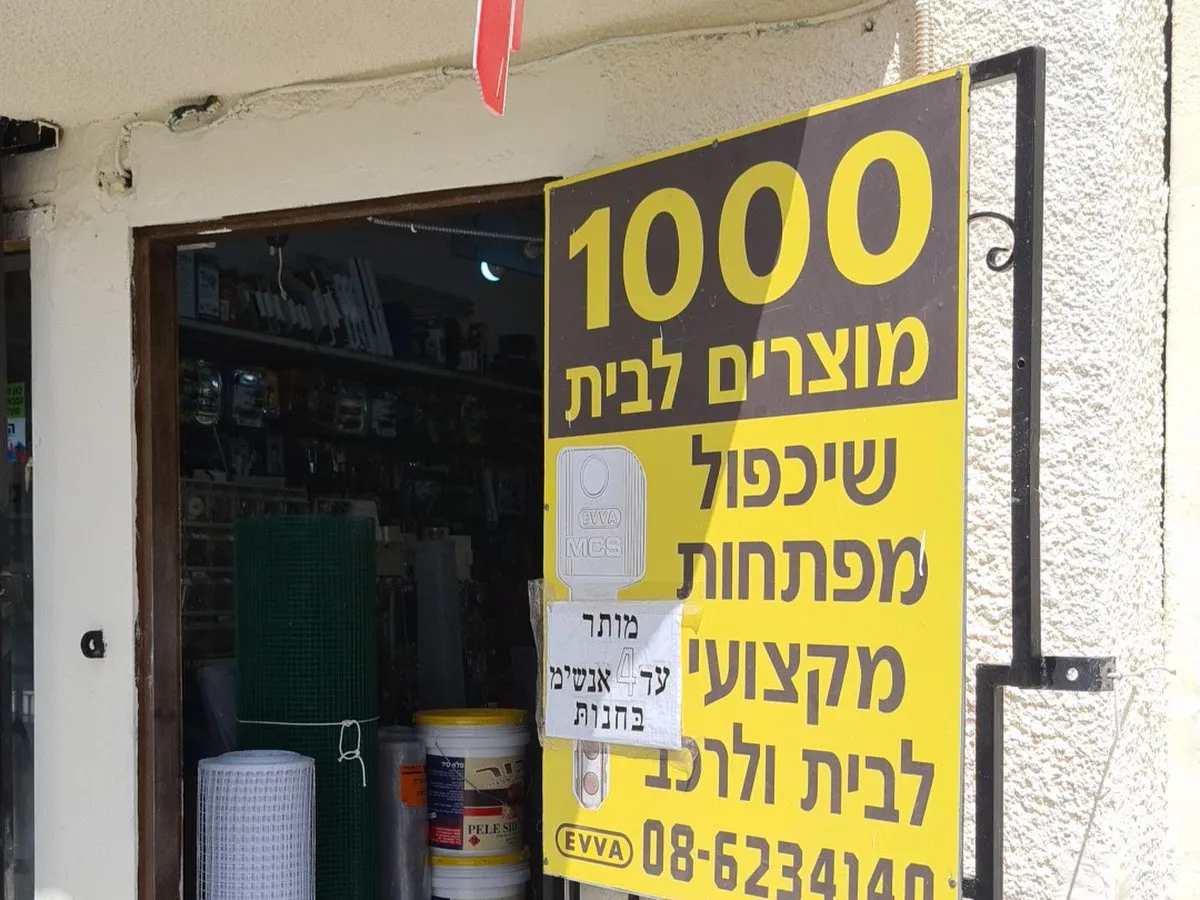 1000
מוצרים לבית
שיכפול
מפתחות
מקצועי
לבית ולרכב
EVVA
MCS
מותר
עד 4 אנשימ
בחנות
EVVA 08-6234140
PELE SID